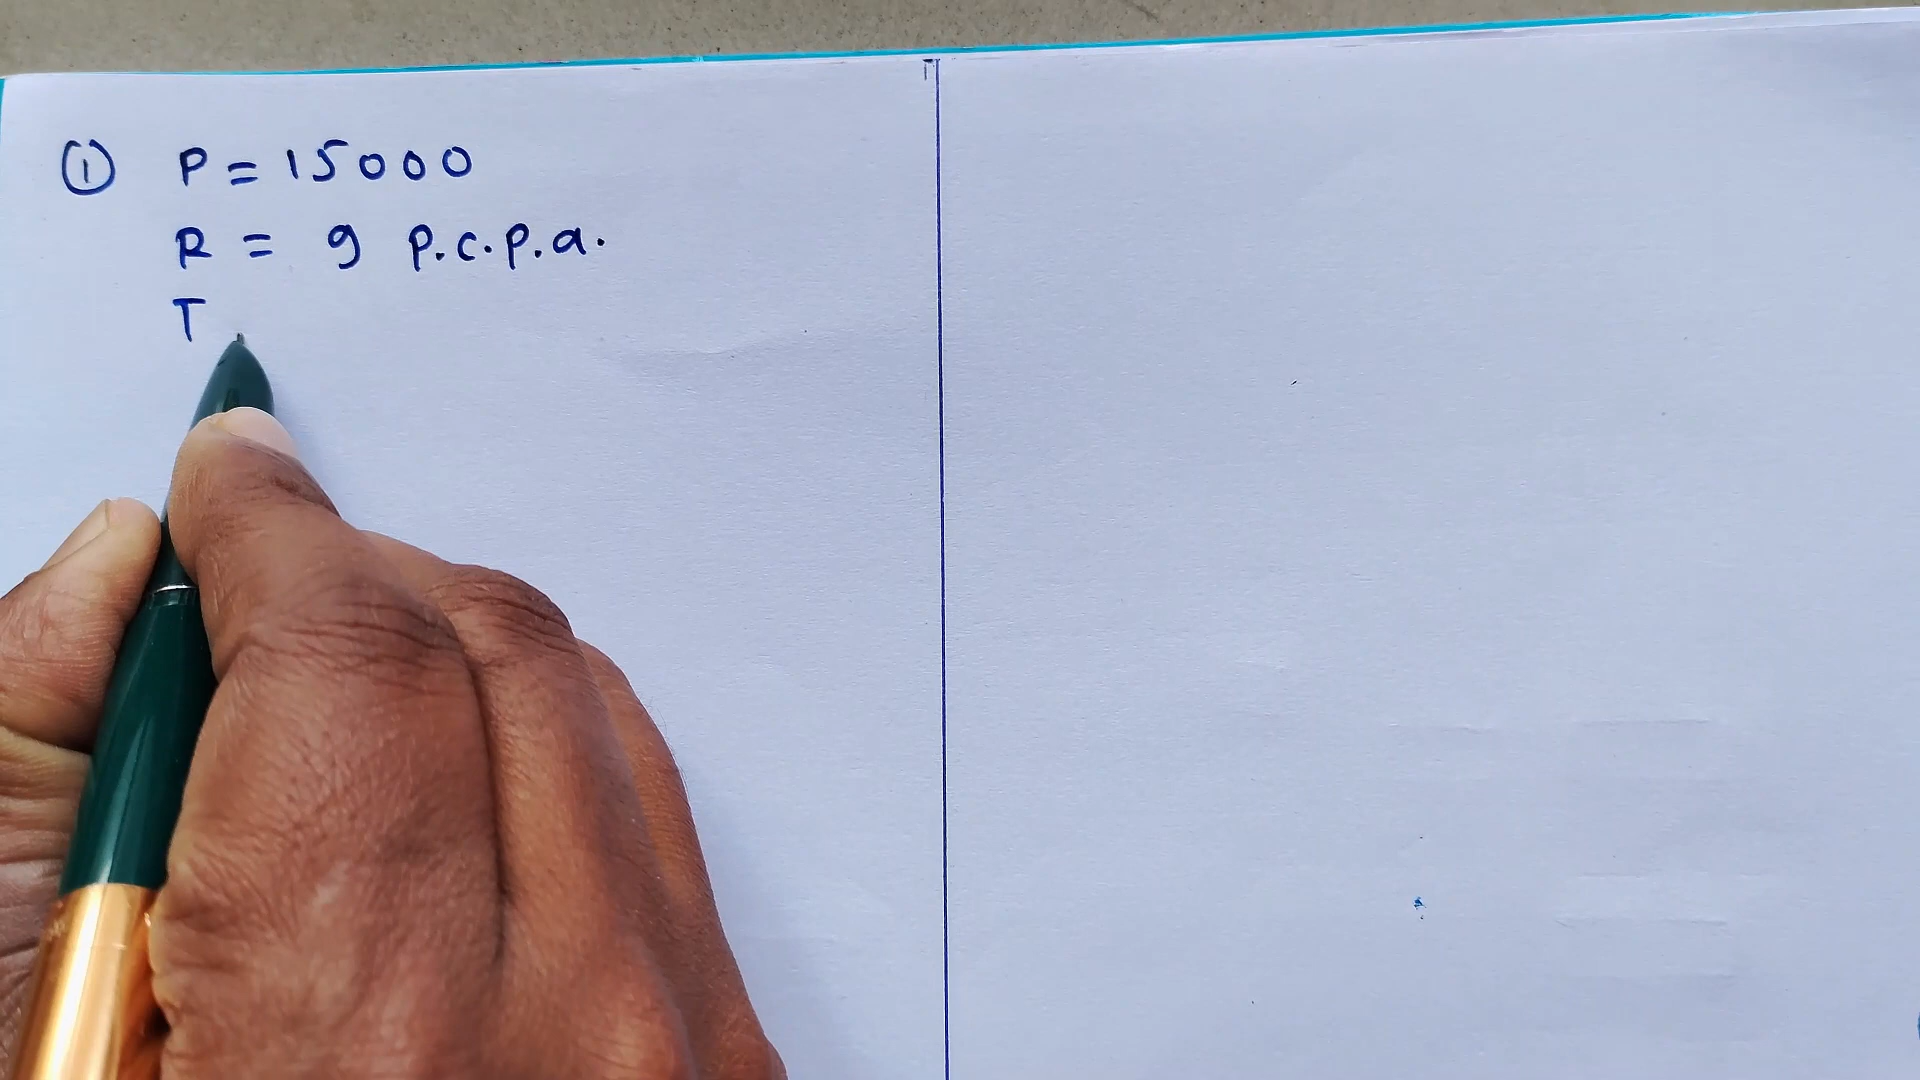 ① P = 15000
R = 9 p.c.p.a.
T